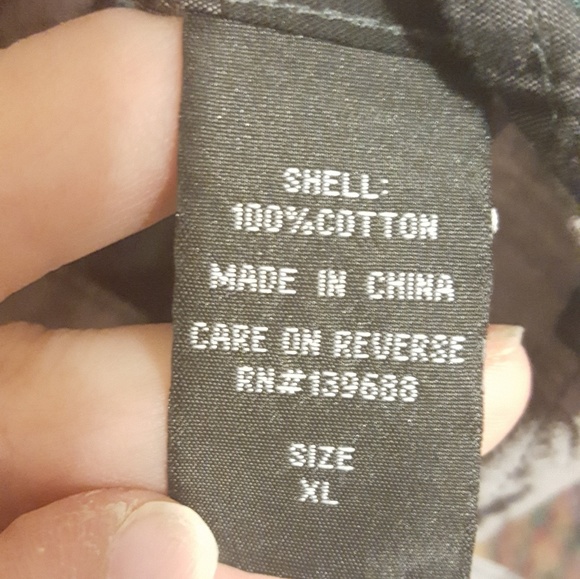 SHELL:
100%COTTON
MADE IN CHINA
CARE ON REVERSE
RN#139688
SIZE
XL